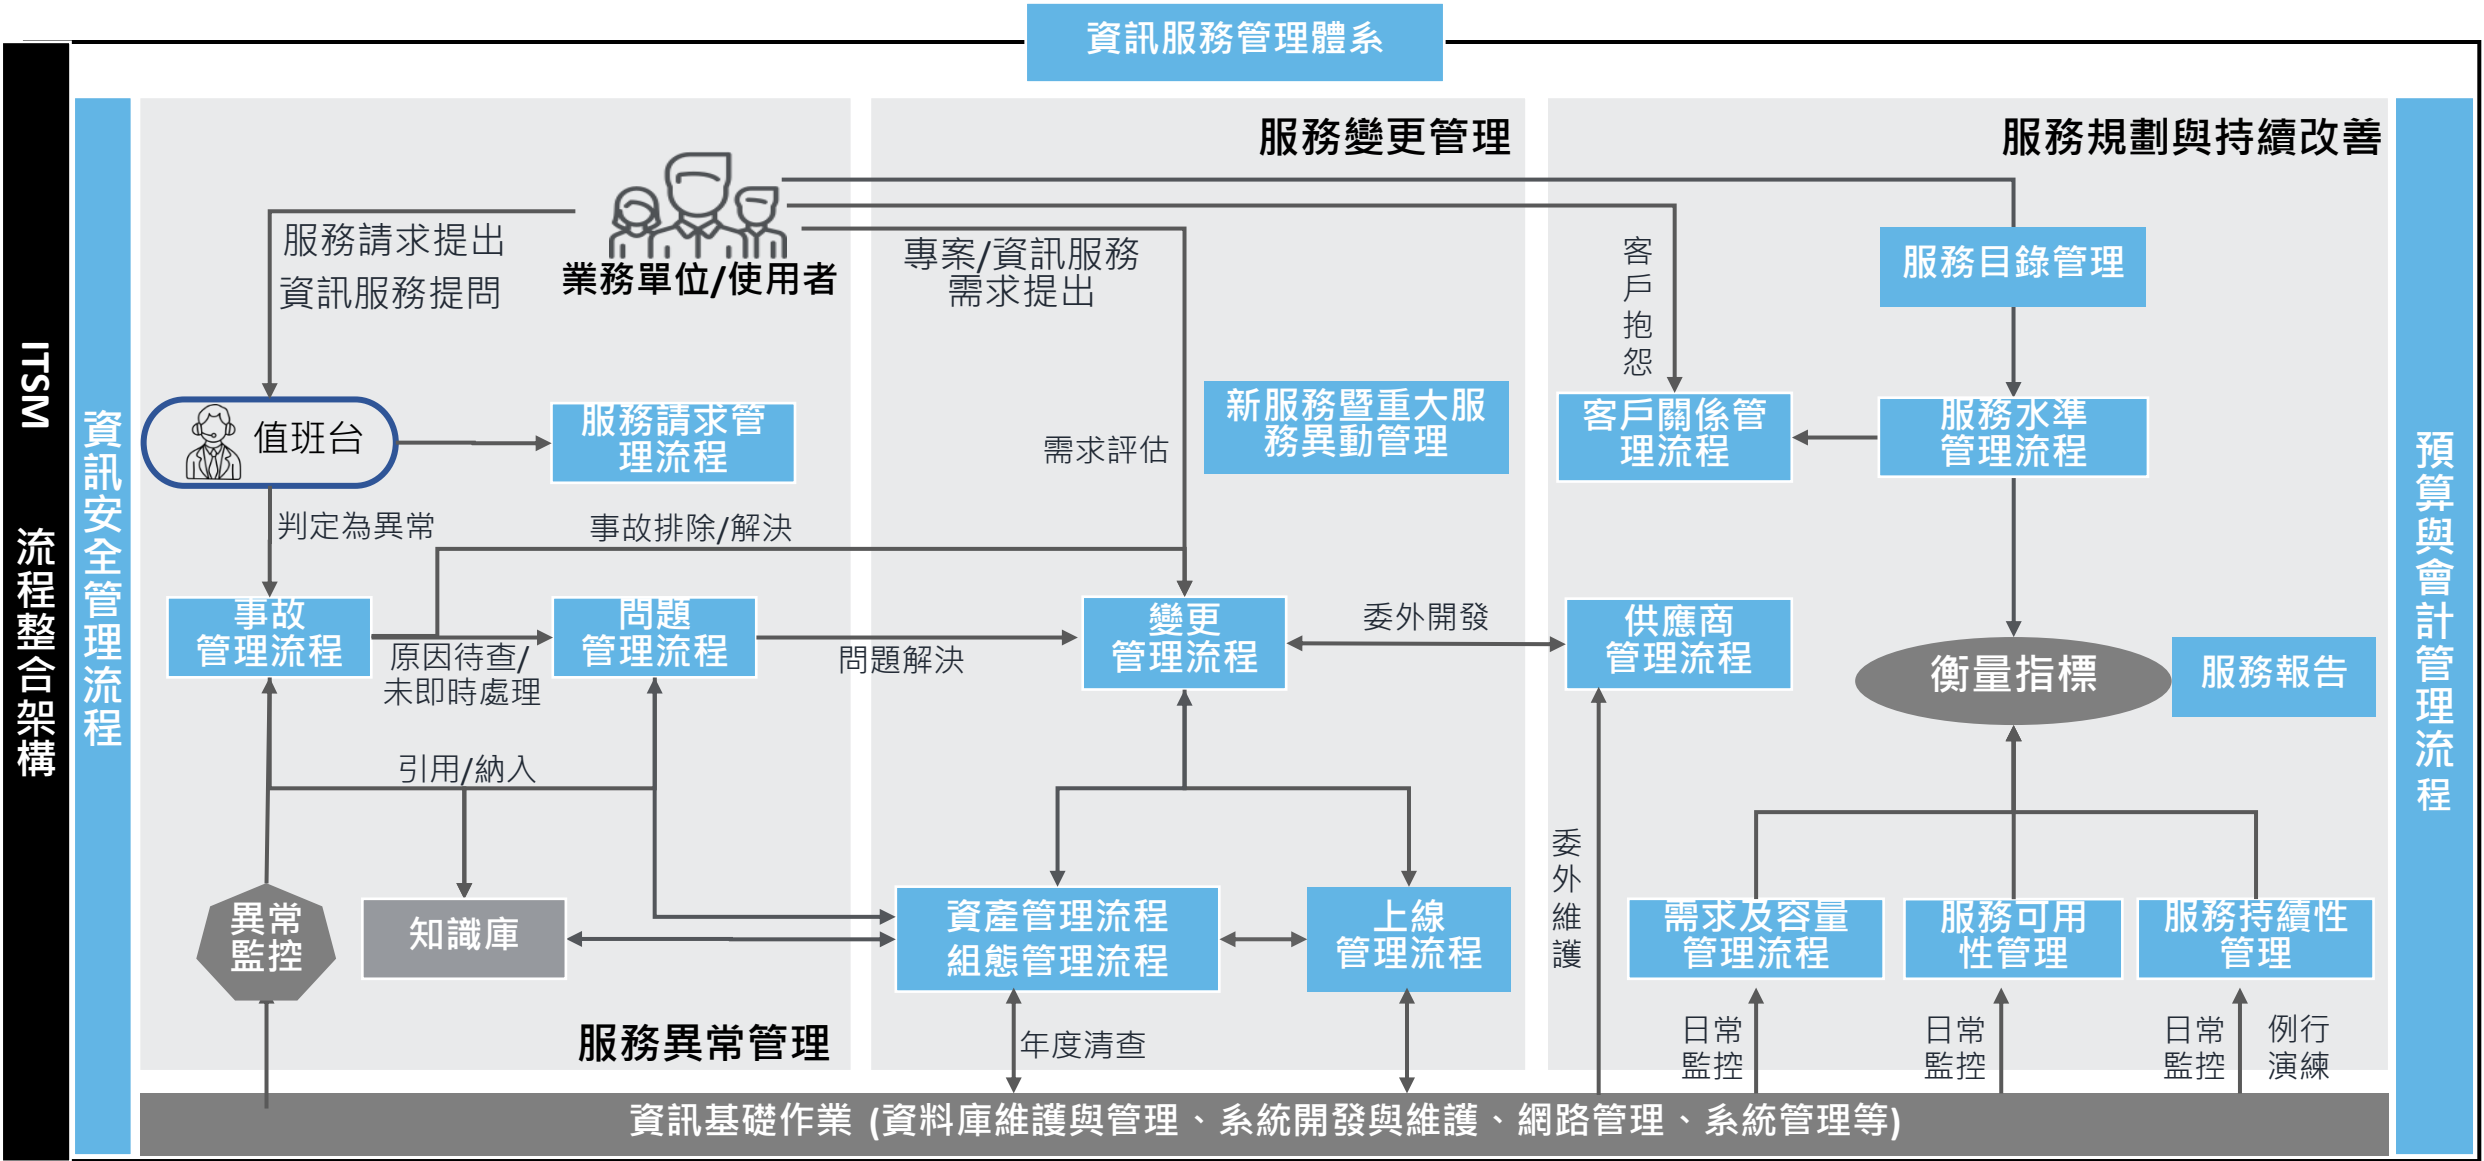 資訊服務管理體系
ITSM 流程整合架構
資訊安全管理流程
服務請求提出
資訊服務提問
業務單位/使用者
值班台
服務請求管
理流程
判定為異常
事故排除/解決
事故
管理流程
原因待查/
未即時處理
問題
管理流程
問題解決
引用/納入
異常
監控
知識庫
服務異常管理
服務變更管理
專案/資訊服務
需求提出
需求評估
新服務暨重大服
務異動管理
變更
管理流程
委外開發
資產管理流程
組態管理流程
上線
管理流程
年度清查
服務規劃與持續改善
客戶抱怨
服務目錄管理
客戶關係管
理流程
服務水準
管理流程
供應商
管理流程
衡量指標
服務報告
委外維護
需求及容量
管理流程
服務可用
性管理
服務持續性
管理
日常
監控
日常
監控
日常
監控
例行
演練
預算與會計管理流程
資訊基礎作業 (資料庫維護與管理、系統開發與維護、網路管理、系統管理等)